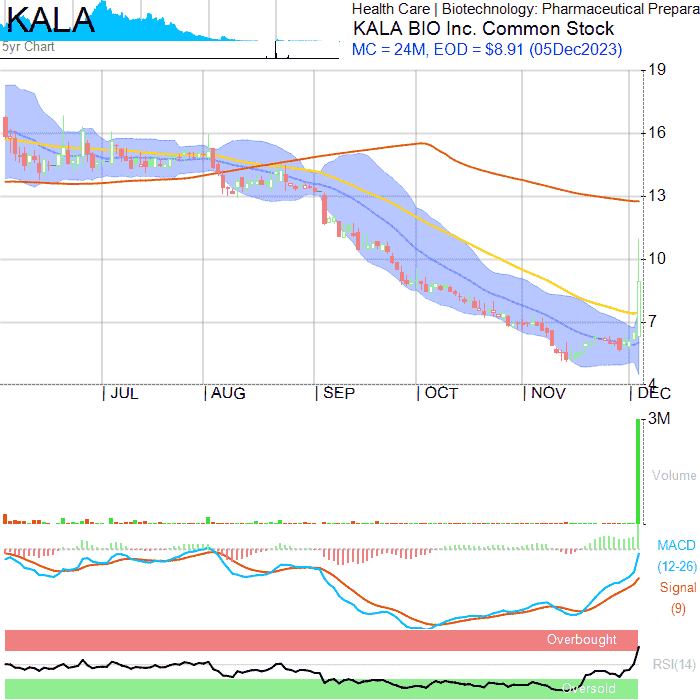 KALA
5yr Chart
Health Care | Biotechnology: Pharmaceutical Prepara
KALA BIO Inc. Common Stock
MC = 24M, EOD = $8.91 (05Dec2023)
19
16
13
10
7
4
JUL AUG SEP OCT NOV DEC
3M
Volume
MACD
(12-26)
Signal
(9)
Overbought
RSI(14)
Oversold